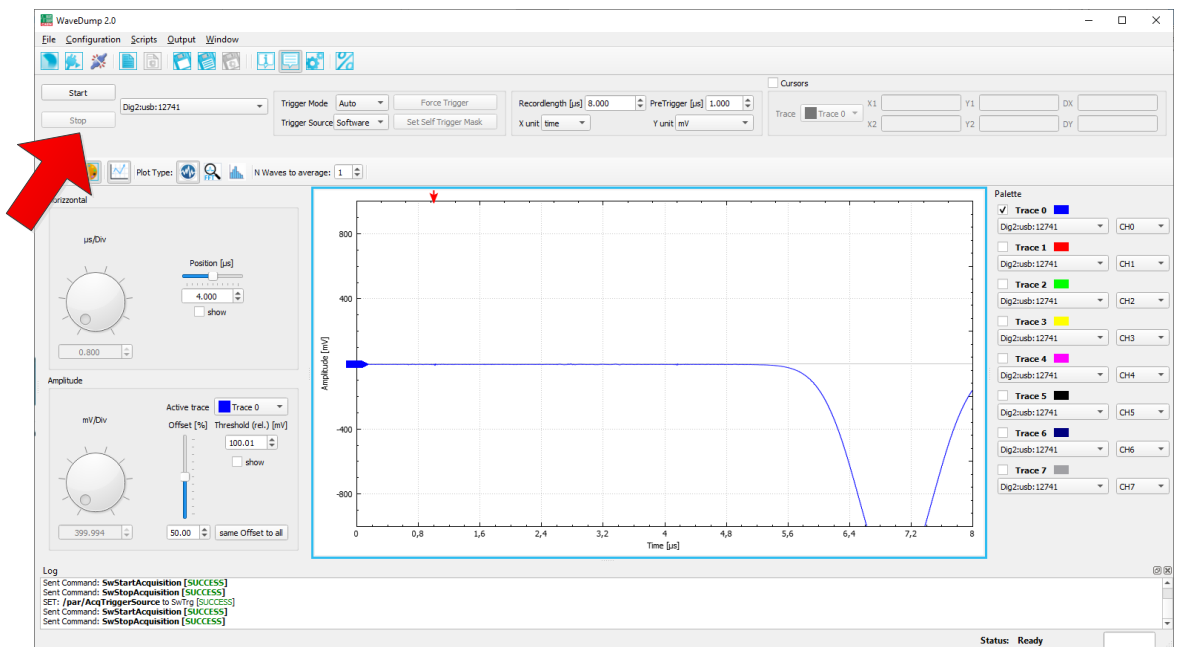 WaveDump 2.0
File Configuration Scripts Output Window
Start
Stop
Dig2:usb:12741
Trigger Mode Auto Force Trigger
Trigger Source Software Set Self Trigger Mask
Recordlength [µs] 8.000 PreTrigger [µs] 1.000
X unit time Y unit mV
Cursors
Trace Trace 0 X1 Y1 DX
X2 Y2 DY
Plot Type: FFT N Waves to average: 1
µs/Div
Position [µs]
4.000
show
0.800
Amplitude
mV/Div
Active trace Trace 0
Offset [%] Threshold (rel.) [mV]
100.01
show
399.994
50.00 same Offset to all
800
400
-400
-800
Amplitude [mV]
0 0,8 1,6 2,4 3,2 4 4,8 5,6 6,4 7,2 8
Time [µs]
Palette
Trace 0
Dig2:usb:12741 CH0
Trace 1
Dig2:usb:12741 CH1
Trace 2
Dig2:usb:12741 CH2
Trace 3
Dig2:usb:12741 CH3
Trace 4
Dig2:usb:12741 CH4
Trace 5
Dig2:usb:12741 CH5
Trace 6
Dig2:usb:12741 CH6
Trace 7
Dig2:usb:12741 CH7
Log
Sent Command: SwStartAcquisition [SUCCESS]
Sent Command: SwStopAcquisition [SUCCESS]
SET: /par/AcqTriggerSource to SwTrg [SUCCESS]
Sent Command: SwStartAcquisition [SUCCESS]
Sent Command: SwStopAcquisition [SUCCESS]
Status: Ready